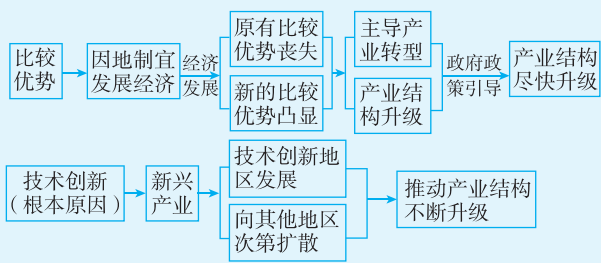 比较
优势
因地制宜
发展经济
经济
发展
原有比较
优势丧失
新的比较
优势凸显
主导产
业转型
产业结
构升级
政府政
策引导
产业结构
尽快升级
技术创新
（根本原因）
新兴
产业
技术创新地
区发展
向其他地区
次第扩散
推动产业结构
不断升级